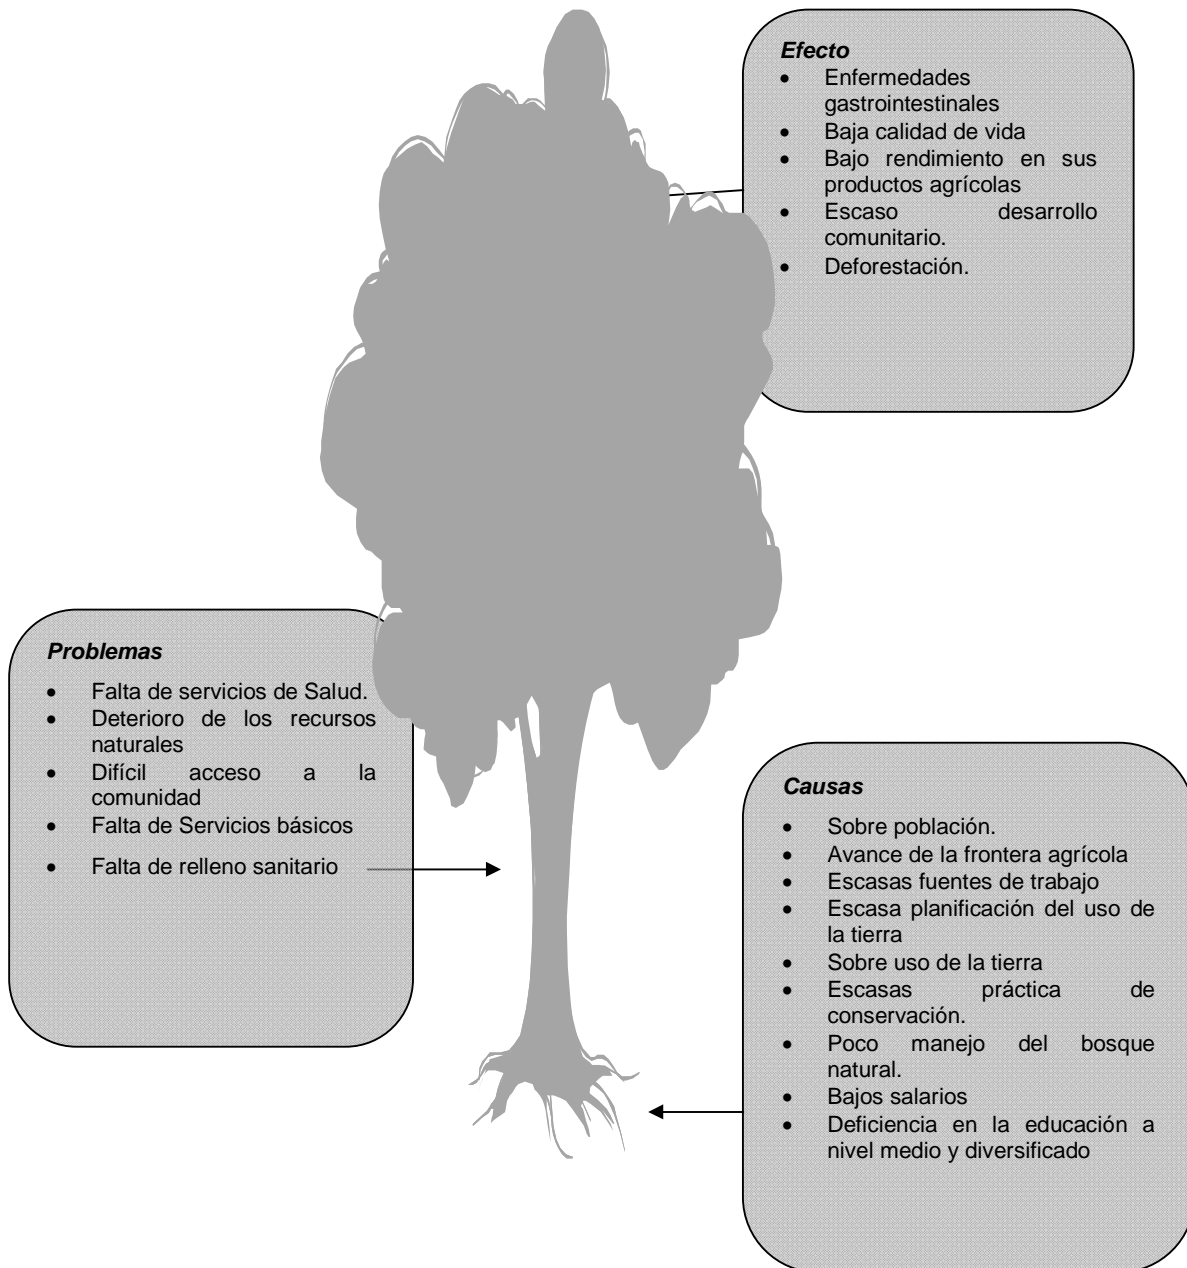 Efecto
• Enfermedades
gastrointestinales
• Baja calidad de vida
• Bajo rendimiento en sus
productos agrícolas
• Escaso desarrollo
comunitario.
• Deforestación.
Problemas
• Falta de servicios de Salud.
• Deterioro de los recursos
naturales
• Difícil acceso a la
comunidad
• Falta de Servicios básicos
• Falta de relleno sanitario
Causas
• Sobre población.
• Avance de la frontera agrícola
• Escasas fuentes de trabajo
• Escasa planificación del uso de
la tierra
• Sobre uso de la tierra
• Escasas práctica de
conservación.
• Poco manejo del bosque
natural.
• Bajos salarios
• Deficiencia en la educación a
nivel medio y diversificado